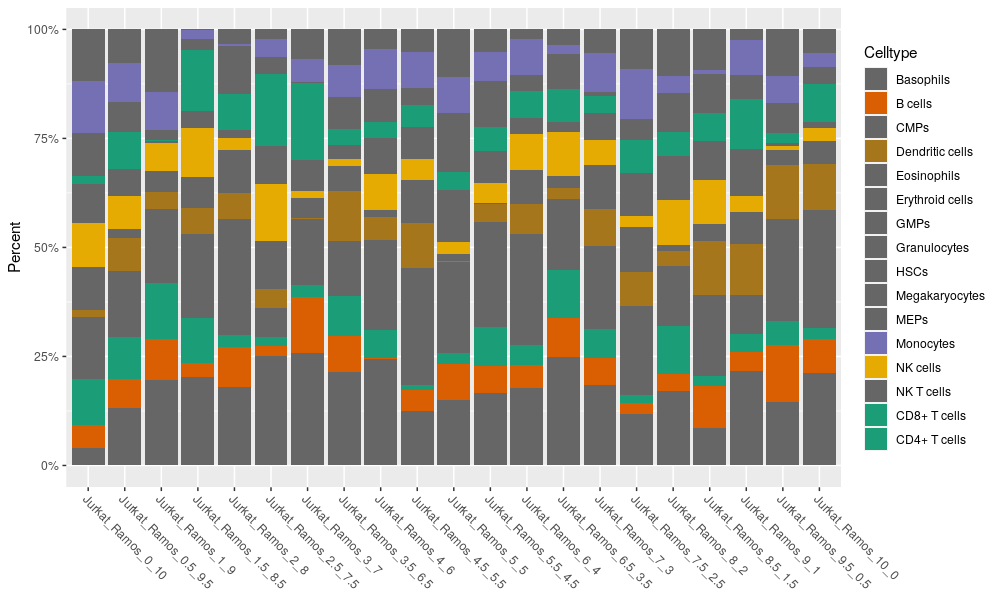 100%
75%
50%
25%
0%
Percent
Jurkat_Ramos_0_10
Jurkat_Ramos_0.5_9.5
Jurkat_Ramos_1_9
Jurkat_Ramos_1.5_8.5
Jurkat_Ramos_2_8
Jurkat_Ramos_2.5_7.5
Jurkat_Ramos_3_7
Jurkat_Ramos_3.5_6.5
Jurkat_Ramos_4_6
Jurkat_Ramos_4.5_5.5
Jurkat_Ramos_5_5
Jurkat_Ramos_5.5_4.5
Jurkat_Ramos_6_4
Jurkat_Ramos_6.5_3.5
Jurkat_Ramos_7_3
Jurkat_Ramos_7.5_2.5
Jurkat_Ramos_8_2
Jurkat_Ramos_8.5_1.5
Jurkat_Ramos_9_1
Jurkat_Ramos_9.5_0.5
Jurkat_Ramos_10_0
Celltype
Basophils
B cells
CMPs
Dendritic cells
Eosinophils
Erythroid cells
GMPs
Granulocytes
HSCs
Megakaryocytes
MEPs
Monocytes
NK cells
NK T cells
CD8+ T cells
CD4+ T cells